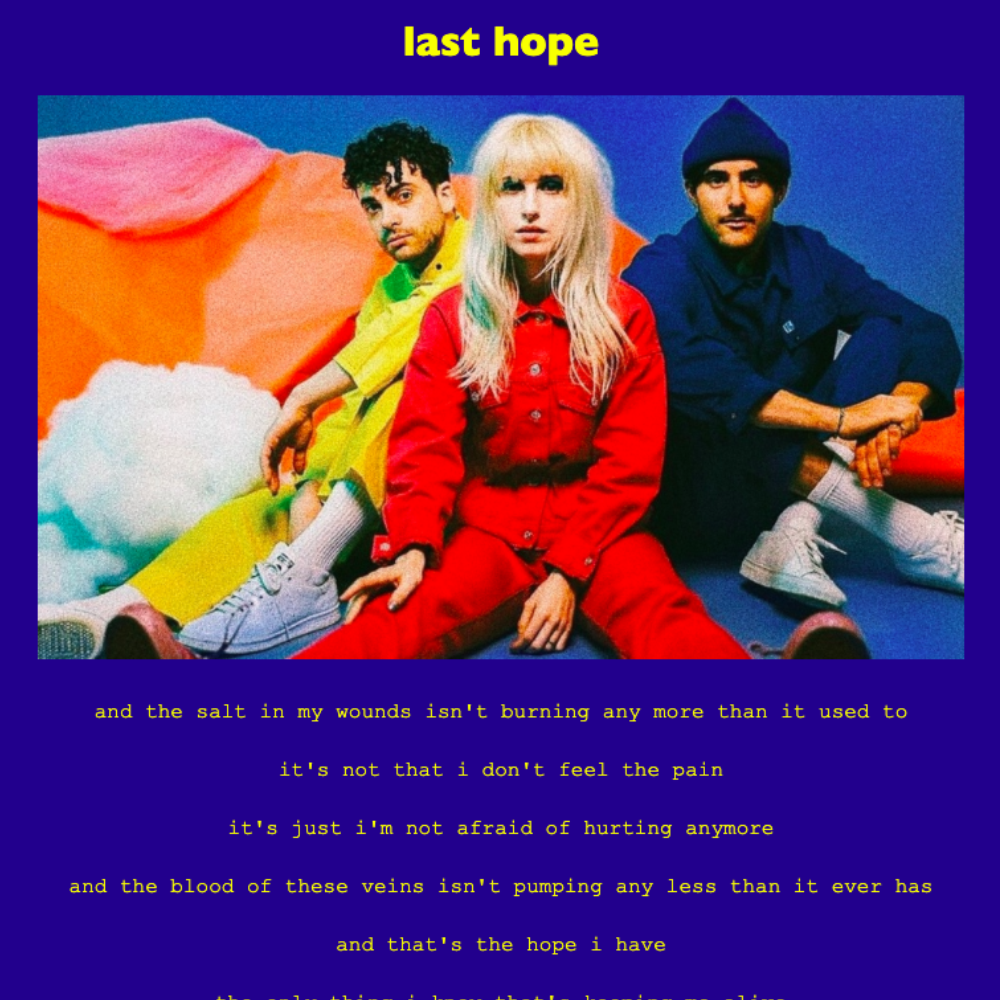 last hope
and the salt in my wounds isn't burning any more than it used to
it's not that i don't feel the pain
it's just i'm not afraid of hurting anymore
and the blood of these veins isn't pumping any less than it ever has
and that's the hope i have